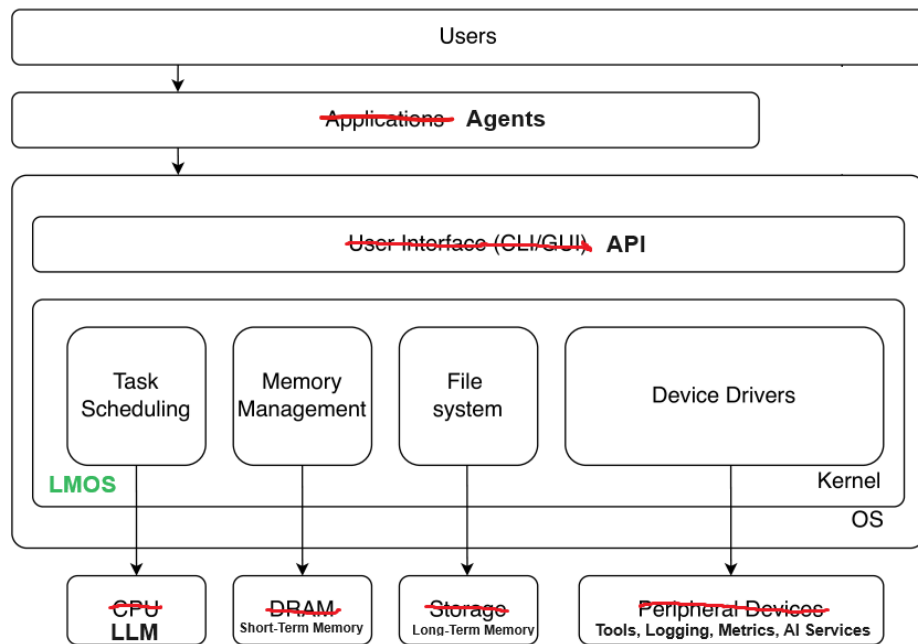 Users
Applications Agents
User Interface (CLI/GUI) API
Task
Scheduling
Memory
Management
File
system
Device Drivers
LMOS
Kernel
OS
CPU
LLM
DRAM
Short-Term Memory
Storage
Long-Term Memory
Peripheral Devices
Tools, Logging, Metrics, AI Services